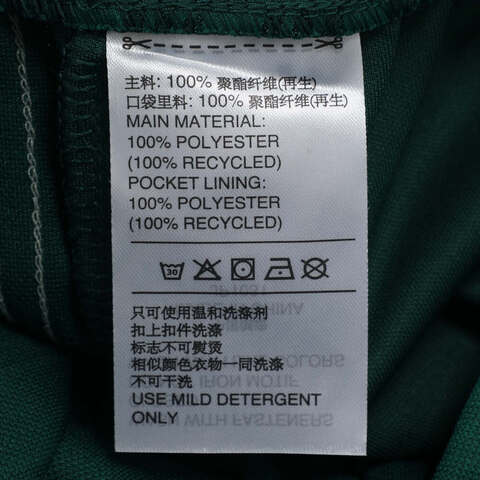 主料: 100% 聚酯纤维(再生)
口袋里料: 100% 聚酯纤维(再生)
MAIN MATERIAL:
100% POLYESTER
(100% RECYCLED)
POCKET LINING:
100% POLYESTER
(100% RECYCLED)
30
只可使用温和洗涤剂
扣上扣件洗涤
标志不可熨烫
相似颜色衣物一同洗涤
不可干洗
USE MILD DETERGENT
ONLY